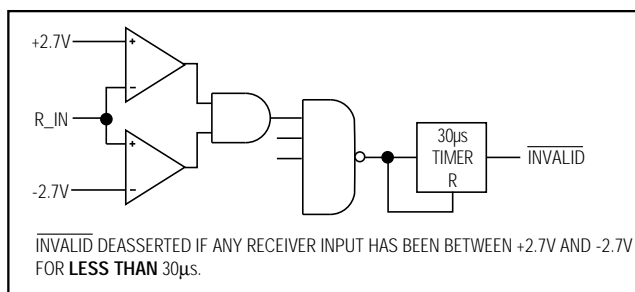 +2.7V
R_IN
-2.7V
+
-
+
-
30µs
TIMER
R
INVALID
INVALID DEASSERTED IF ANY RECEIVER INPUT HAS BEEN BETWEEN +2.7V AND -2.7V
FOR LESS THAN 30µs.